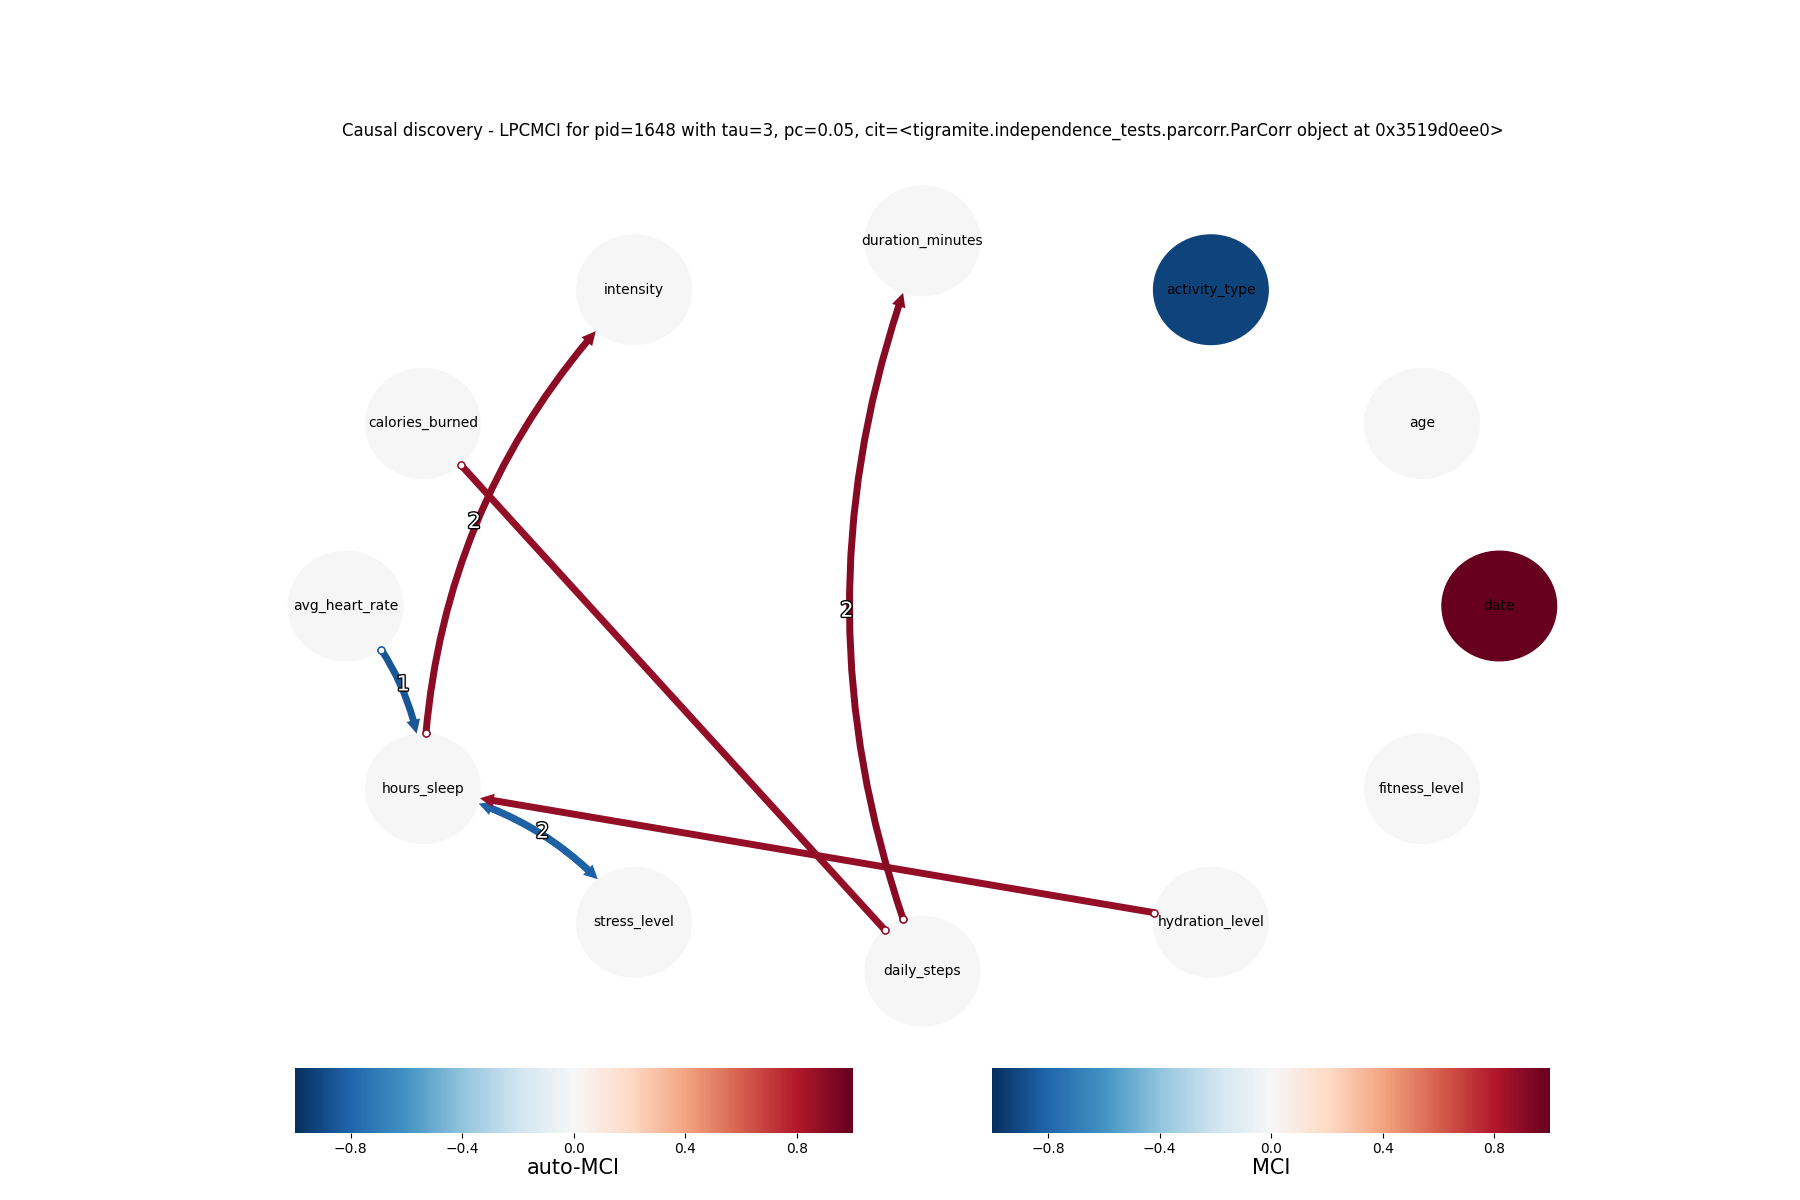 Causal discovery - LPCMCI for pid=1648 with tau=3, pc=0.05, cit=<tigramite.independence_tests.parcorr.ParCorr object at 0x3519d0ee0>
duration_minutes
intensity
activity_type
calories_burned
age
2
avg_heart_rate
date
2
1
hours_sleep
fitness_level
2
stress_level
hydration_level
daily_steps
−0.8 −0.4 0.0 0.4 0.8
auto-MCI
−0.8 −0.4 0.0 0.4 0.8
MCI